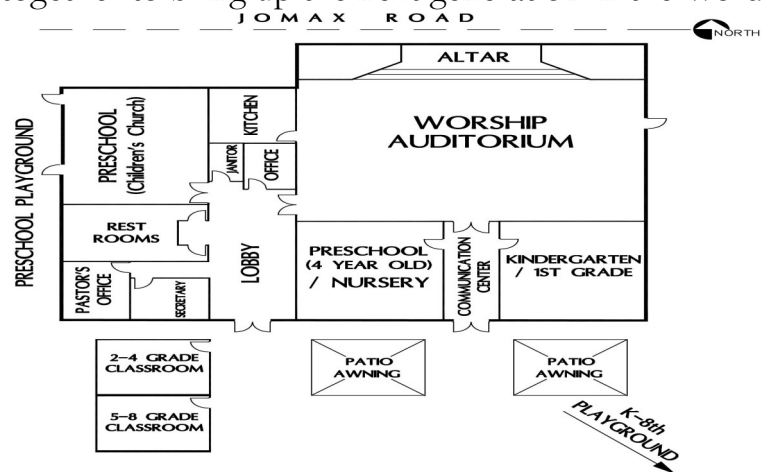 JOMAX ROAD
NORTH
ALTAR
WORSHIP
AUDITORIUM
KITCHEN
PRESCHOOL
(Children's Church)
JANITOR
OFFICE
PRESCHOOL PLAYGROUND
REST
ROOMS
LOBBY
PRESCHOOL
(4 YEAR OLD)
/ NURSERY
COMMUNICATION
CENTER
KINDERGARTEN
/ 1ST GRADE
PASTOR'S
OFFICE
SECRETARY
2-4 GRADE
CLASSROOM
PATIO
AWNING
PATIO
AWNING
5-8 GRADE
CLASSROOM
K-8th
PLAYGROUND